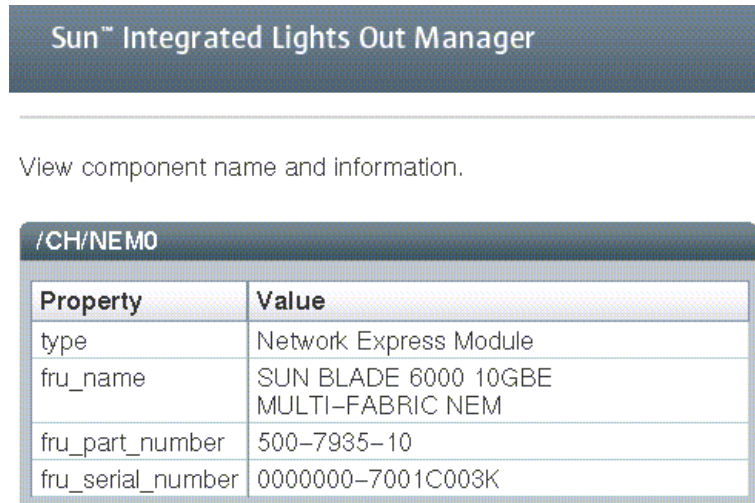 Sun™ Integrated Lights Out Manager
View component name and information.
/CH/NEM0
Property Value
type Network Express Module
fru_name SUN BLADE 6000 10GBE
MULTI-FABRIC NEM
fru_part_number 500-7935-10
fru_serial_number 0000000-7001C003K